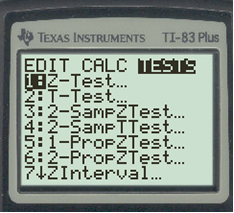 TEXAS INSTRUMENTS TI-83 Plus
EDIT CALC TESTS
1:Z-Test…
2:T-Test…
3:2-SampZTest…
4:2-SampTTest…
5:1-PropZTest…
6:2-PropZTest…
7↓ZInterval…